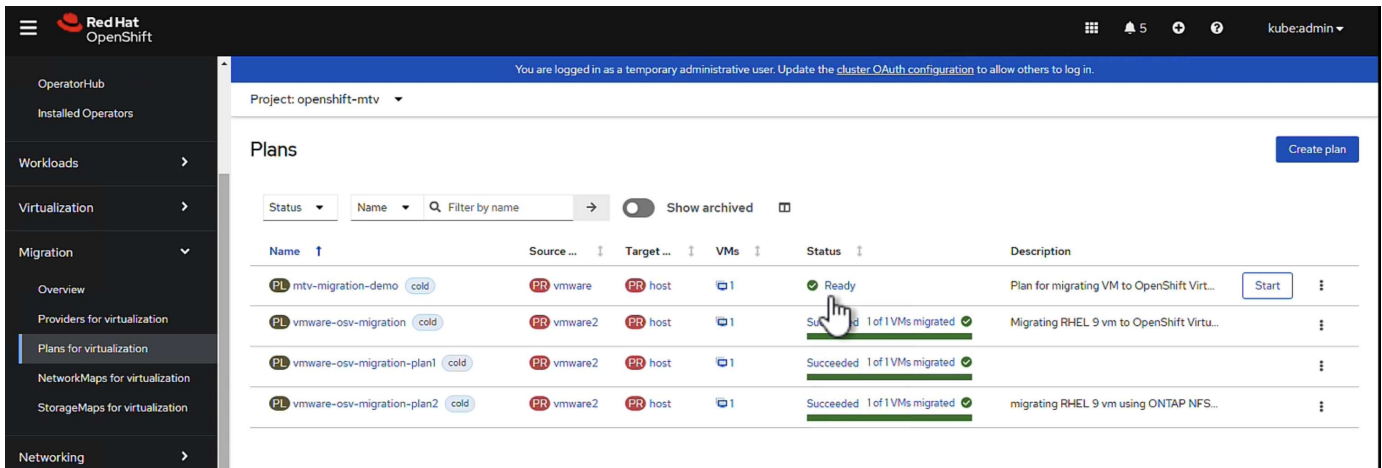 Red Hat
OpenShift
5
kube:admin
You are logged in as a temporary administrative user. Update the cluster OAuth configuration to allow others to log in.
OperatorHub
Installed Operators
Workloads
Virtualization
Migration
Overview
Providers for virtualization
Plans for virtualization
NetworkMaps for virtualization
StorageMaps for virtualization
Networking
Project: openshift-mtv
Plans
Create plan
Status Name Filter by name Show archived
Name Source ... Target ... VMs Status Description
PL mtv-migration-demo cold PR vmware PR host 1 Ready Plan for migrating VM to OpenShift Virt... Start
PL vmware-osv-migration cold PR vmware2 PR host 1 1 of 1 VMs migrated Migrating RHEL 9 vm to OpenShift Virtu...
PL vmware-osv-migration-plan1 cold PR vmware2 PR host 1 Succeeded 1 of 1 VMs migrated
PL vmware-osv-migration-plan2 cold PR vmware2 PR host 1 Succeeded 1 of 1 VMs migrated migrating RHEL 9 vm using ONTAP NFS...